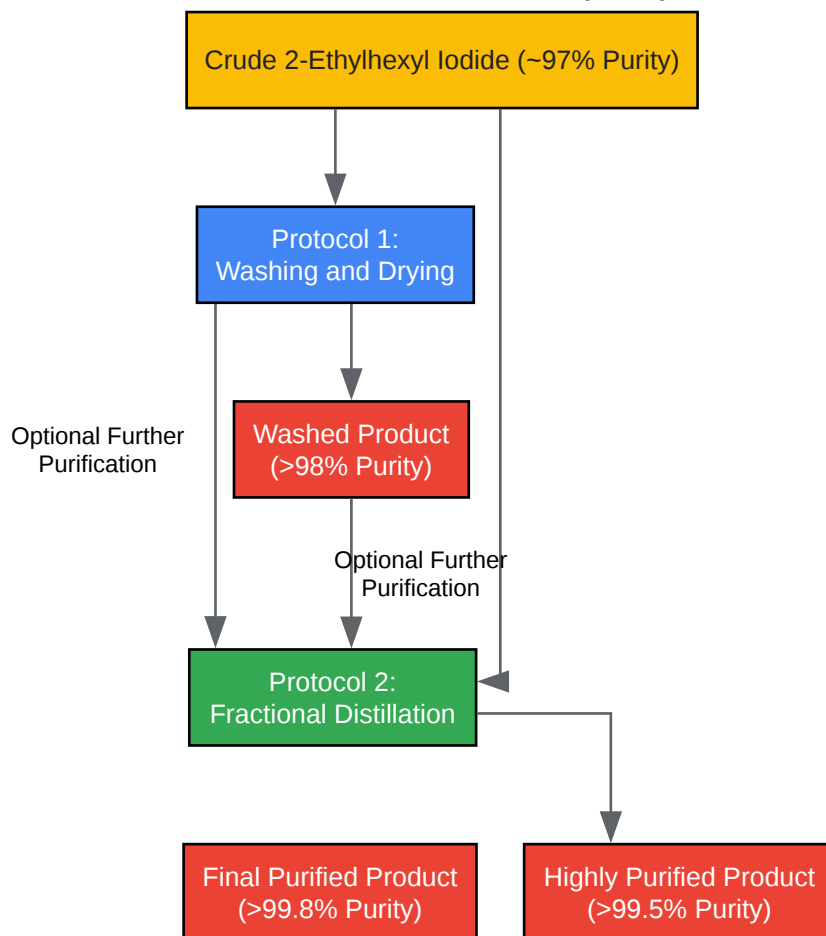 Crude 2-Ethylhexyl Iodide (~97% Purity)
Protocol 1:
Washing and Drying
Optional Further
Purification
Washed Product
(>98% Purity)
Optional Further
Purification
Protocol 2:
Fractional Distillation
Final Purified Product
(>99.8% Purity)
Highly Purified Product
(>99.5% Purity)